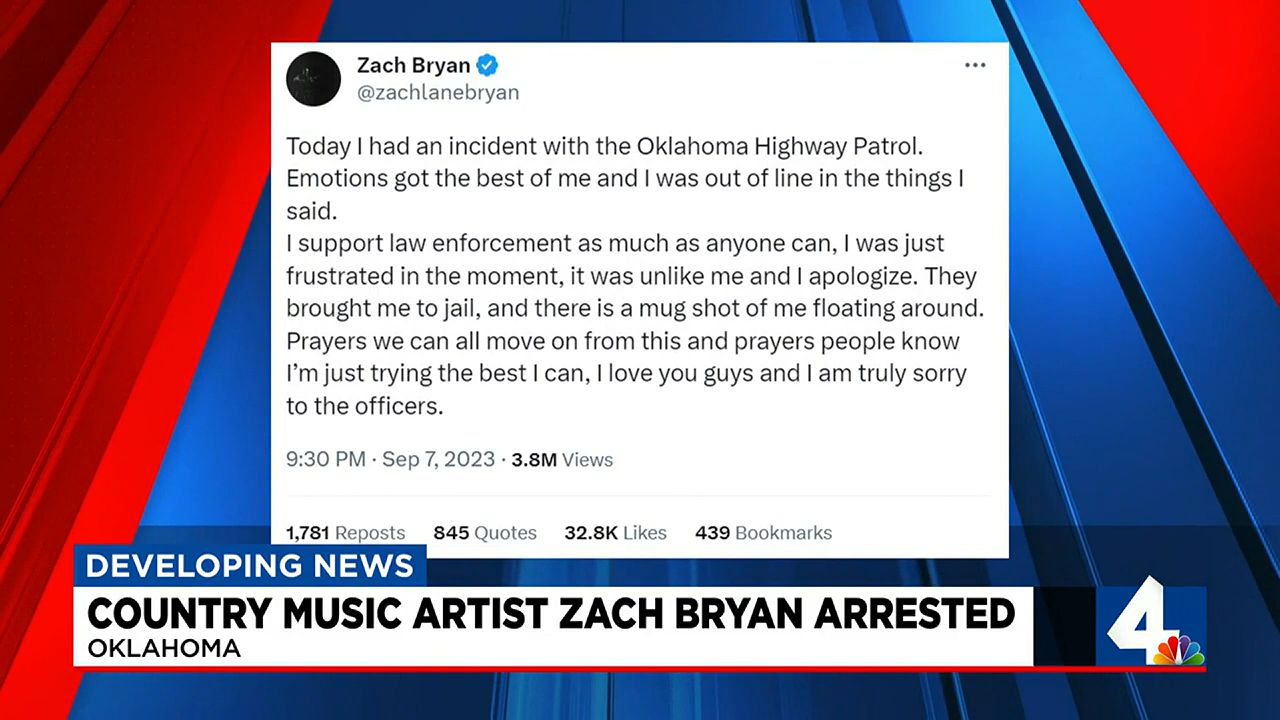 Zach Bryan
@zachlanebryan
Today I had an incident with the Oklahoma Highway Patrol.
Emotions got the best of me and I was out of line in the things I
said.
I support law enforcement as much as anyone can, I was just
frustrated in the moment, it was unlike me and I apologize. They
brought me to jail, and there is a mug shot of me floating around.
Prayers we can all move on from this and prayers people know
I’m just trying the best I can, I love you guys and I am truly sorry
to the officers.
9:30 PM · Sep 7, 2023 · 3.8M Views
1,781 Reposts 845 Quotes 32.8K Likes 439 Bookmarks
DEVELOPING NEWS
COUNTRY MUSIC ARTIST ZACH BRYAN ARRESTED
OKLAHOMA
4